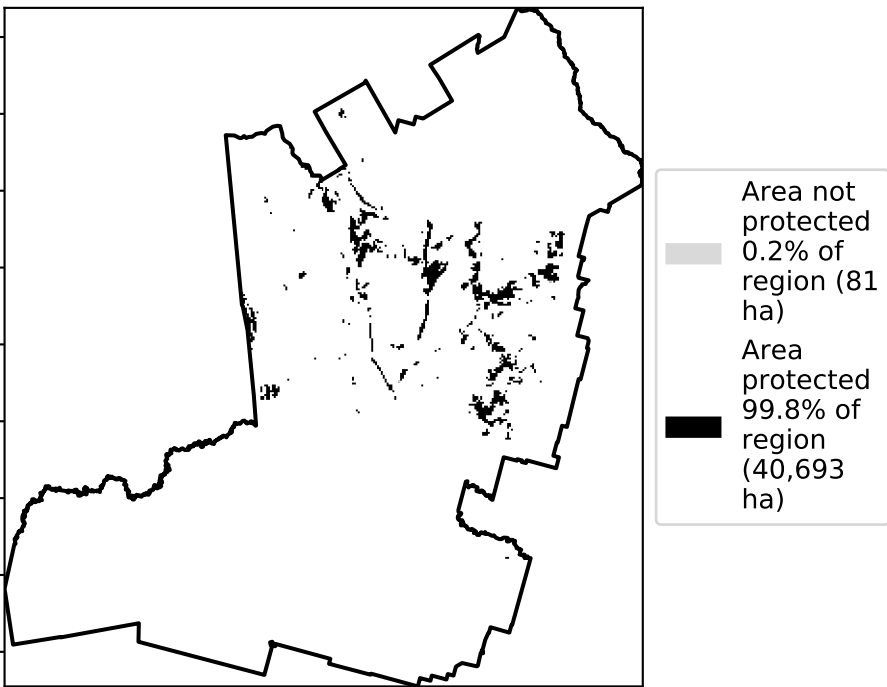 Area not
protected
0.2% of
region (81
ha)
Area
protected
99.8% of
region
(40,693
ha)